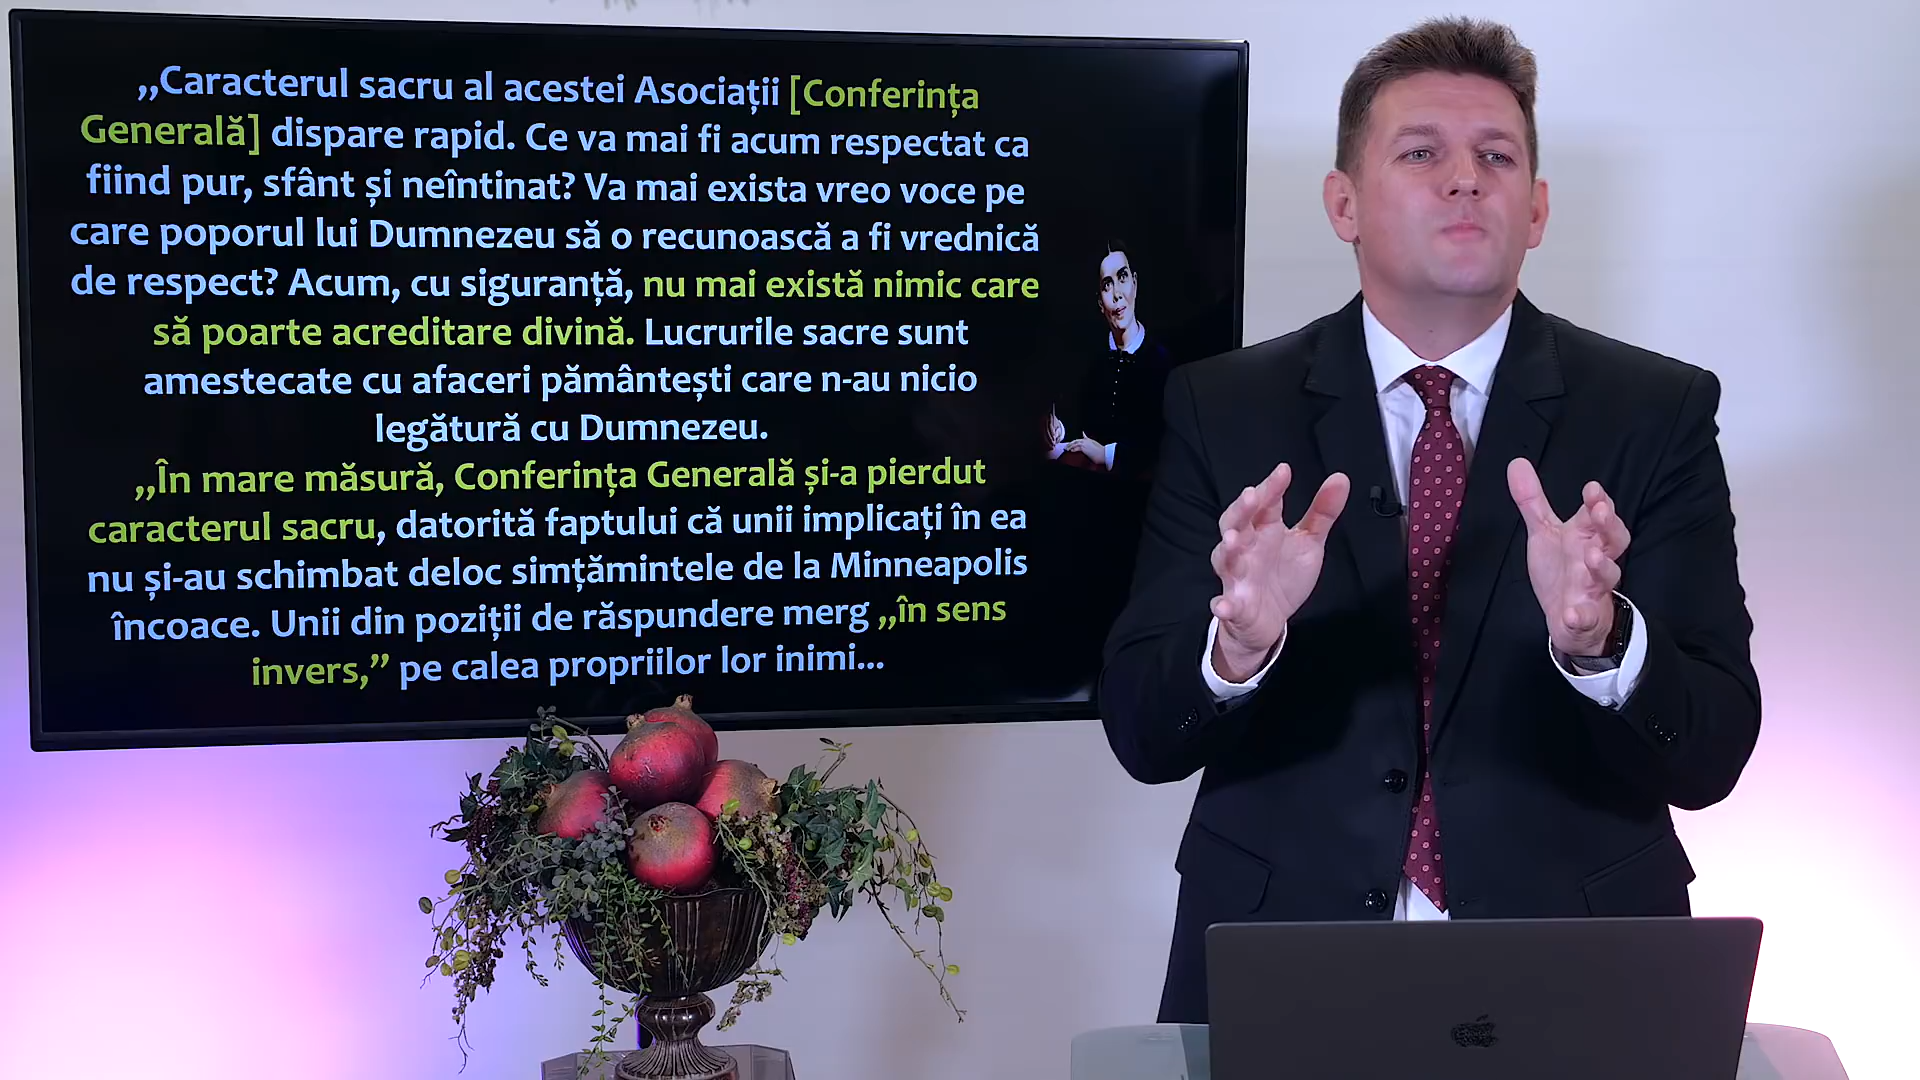 „Caracterul sacru al acestei Asociații [Conferința
Generală] dispare rapid. Ce va mai fi acum respectat ca
fiind pur, sfânt și neîntinat? Va mai exista vreo voce pe
care poporul lui Dumnezeu să o recunoască a fi vrednică
de respect? Acum, cu siguranță, nu mai există nimic care
să poarte acreditare divină. Lucrurile sacre sunt
amestecate cu afaceri pământești care n-au nicio
legătură cu Dumnezeu.
„În mare măsură, Conferința Generală și-a pierdut
caracterul sacru, datorită faptului că unii implicați în ea
nu și-au schimbat deloc simțămintele de la Minneapolis
încoace. Unii din poziții de răspundere merg „în sens
invers,” pe calea propriilor lor inimi...